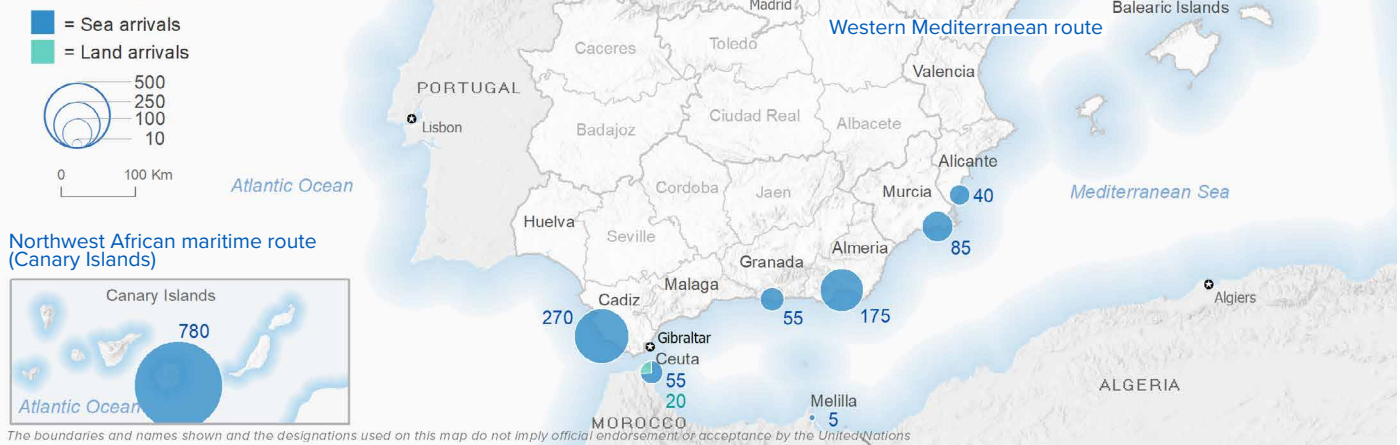 Madrid
Balearic Islands
= Sea arrivals
Western Mediterranean route
= Land arrivals
Caceres
Toledo
Valencia
500
250
100
10
PORTUGAL
Lisbon
Badajoz
Ciudad Real
Albacete
0
100 Km
Atlantic Ocean
Alicante
Cordoba
Jaen
Murcia
40
Mediterranean Sea
Huelva
Seville
Almeria
85
Northwest African maritime route
(Canary Islands)
Granada
Malaga
Canary Islands
Cadiz
Algiers
780
270
55
175
Gibraltar
Ceuta
55
20
ALGERIA
Atlantic Ocean
Melilla
5
MOROCCO
The boundaries and names shown and the designations used on this map do not imply official endorsement or acceptance by the United Nations